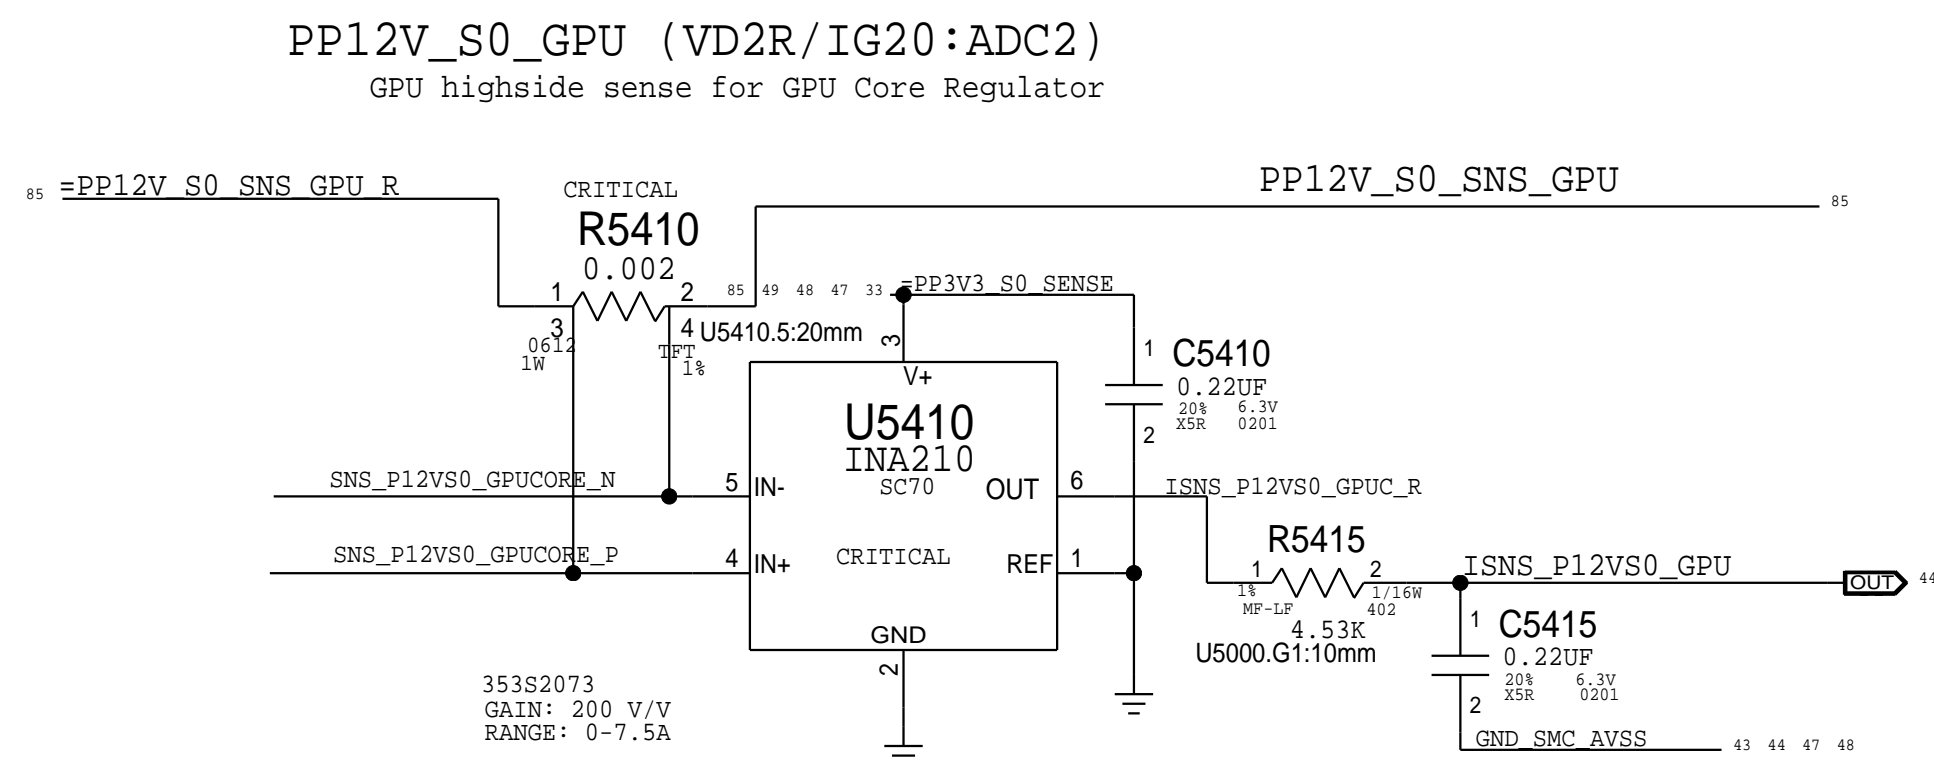 PP12V_S0_GPU (VD2R/IG20:ADC2)
GPU highside sense for GPU Core Regulator
85 =PP12V_S0_SNS_GPU_R
CRITICAL
R5410
0.002
1 2
3 4
0612
1W
TFT
1%
PP12V_S0_SNS_GPU 85
85 49 48 47 33 =PP3V3_S0_SENSE
U5410.5:20mm
3
V+
U5410
INA210
SC70
CRITICAL
1
C5410
0.22UF
20% 6.3V
X5R 0201
2
SNS_P12VS0_GPUCORE_N 5 IN-
OUT 6 ISNS_P12VS0_GPUC_R
SNS_P12VS0_GPUCORE_P 4 IN+
REF 1
GND
2
R5415
1 2
1% 1/16W
MF-LF 402
4.53K
U5000.G1:10mm
ISNS_P12VS0_GPU OUT 44
1
C5415
0.22UF
20% 6.3V
X5R 0201
2
GND_SMC_AVSS 43 44 47 48
353S2073
GAIN: 200 V/V
RANGE: 0-7.5A